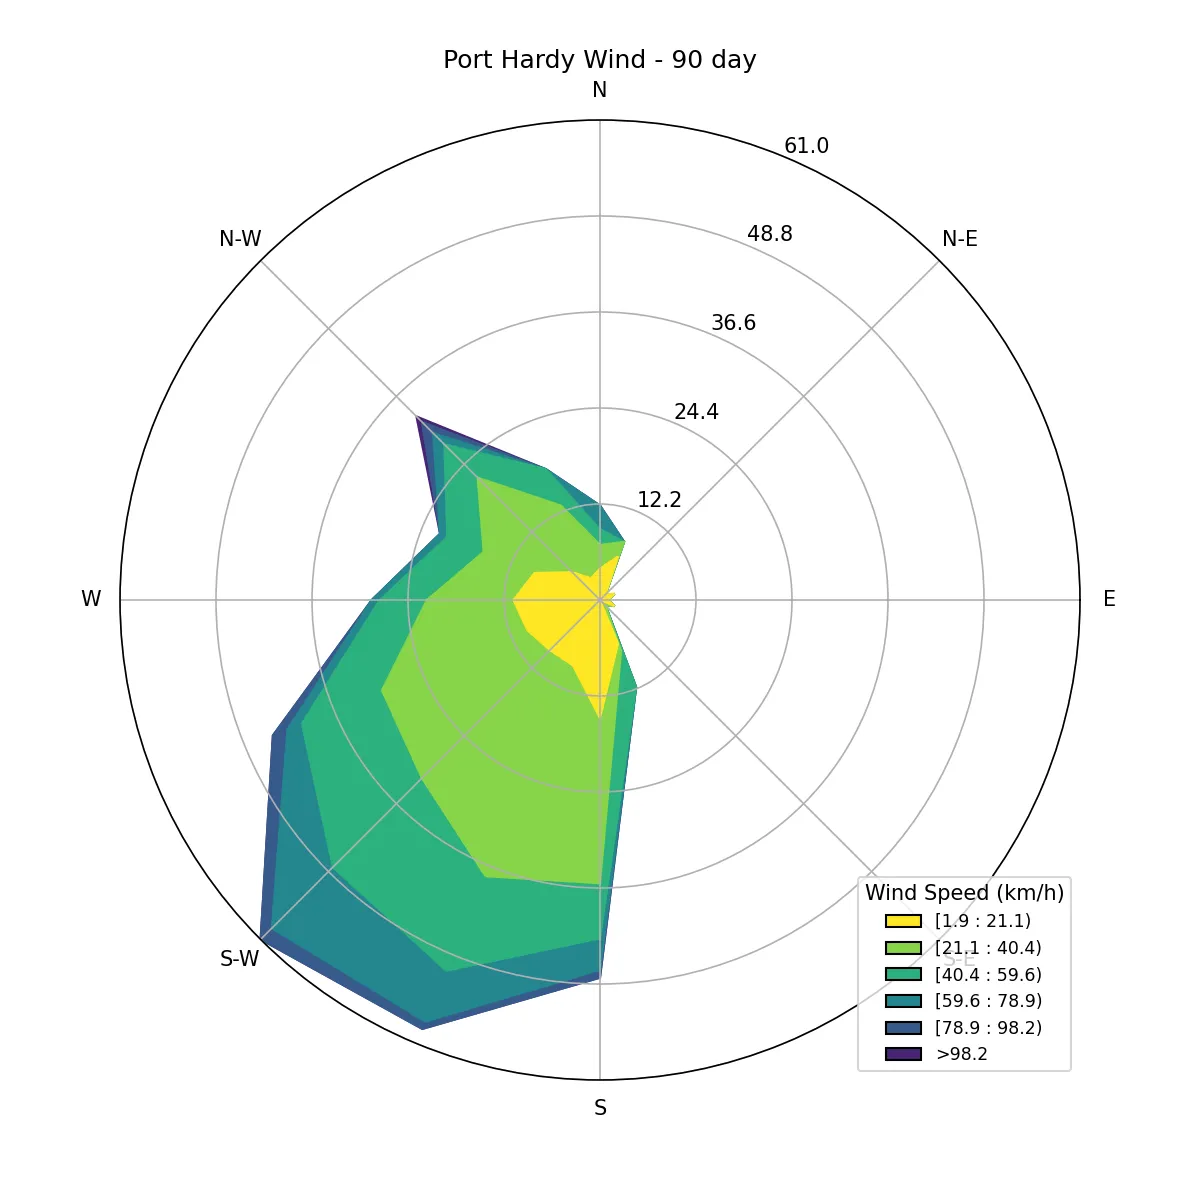 Port Hardy Wind - 90 day
N
61.0
N-W
48.8
N-E
36.6
24.4
12.2
W
E
Wind Speed (km/h)
[1.9 : 21.1)
[21.1 : 40.4)
S-W
S-E
[40.4 : 59.6)
[59.6 : 78.9)
[78.9 : 98.2)
>98.2
S